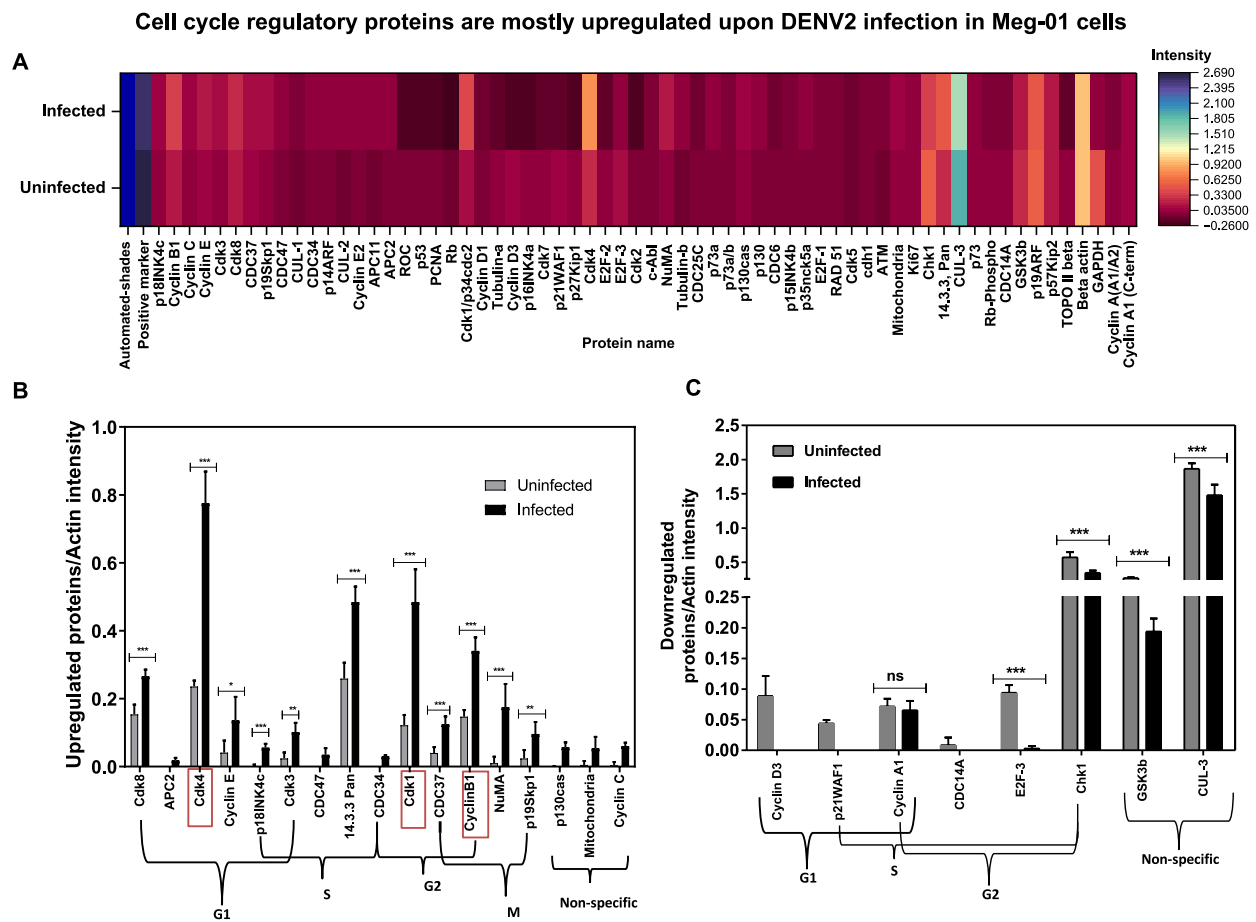 Cell cycle regulatory proteins are mostly upregulated upon DENV2 infection in Meg-01 cells
A
Intensity
Infected
Uninfected
2.690
2.395
2.100
1.805
1.510
1.215
0.9200
0.6250
0.3300
0.03500
-0.2600
Automated-shades
Positive marker
p18INK4c
Cyclin B1
Cyclin C
Cyclin E
Cdk3
Cdk8
CDC37
p19Skp1
CDC47
CUL-1
CDC34
p14ARF
CUL-2
Cyclin E2
APC11
APC2
ROC
p53
PCNA
Rb
Cdk1/p34cdc2
Cyclin D1
Tubulin-a
Cyclin D3
p16INK4a
Cdk7
p21WAF1
p27Kip1
Cdk4
E2F-2
E2F-3
Cdk2
c-Abl
NuMA
Tubulin-b
CDC25C
p73a
p73a/b
p130cas
p130
CDC6
p15INK4b
p35nck5a
E2F-1
RAD 51
Cdk5
cdh1
ATM
Mitochondria
Ki67
Chk1
14.3.3, Pan
CUL-3
p73
Rb-Phospho
CDC14A
GSK3b
p19ARF
p57Kip2
TOPO II beta
Beta actin
GAPDH
Cyclin A(A1/A2)
Cyclin A1 (C-term)
Protein name
B
Upregulated proteins/Actin intensity
1.0
0.8
0.6
0.4
0.2
0.0
Uninfected
Infected
***
***
*
***
**
***
***
***
***
***
**
Cdk8
APC2
Cdk4
Cyclin E
p18INK4c
Cdk3
CDC47
14.3.3 Pan
CDC34
Cdk1
CDC37
CyclinB1
NuMA
p19Skp1
p130cas
Mitochondria
Cyclin C
G1
S
G2
M
Non-specific
C
Downregulated
proteins/Actin intensity
2.5
2.0
1.5
1.0
0.5
0.25
0.20
0.15
0.10
0.05
0.00
Uninfected
Infected
ns
***
***
***
***
Cyclin D3
p21WAF1
Cyclin A1
CDC14A
E2F-3
Chk1
GSK3b
CUL-3
G1
S
G2
Non-specific